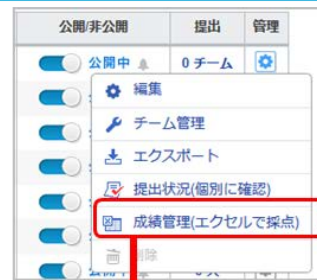 公開/非公開 提出 管理
公開中 0 チーム
編集
チーム管理
エクスポート
提出状況(個別に確認)
成績管理(エクセルで採点)
削除